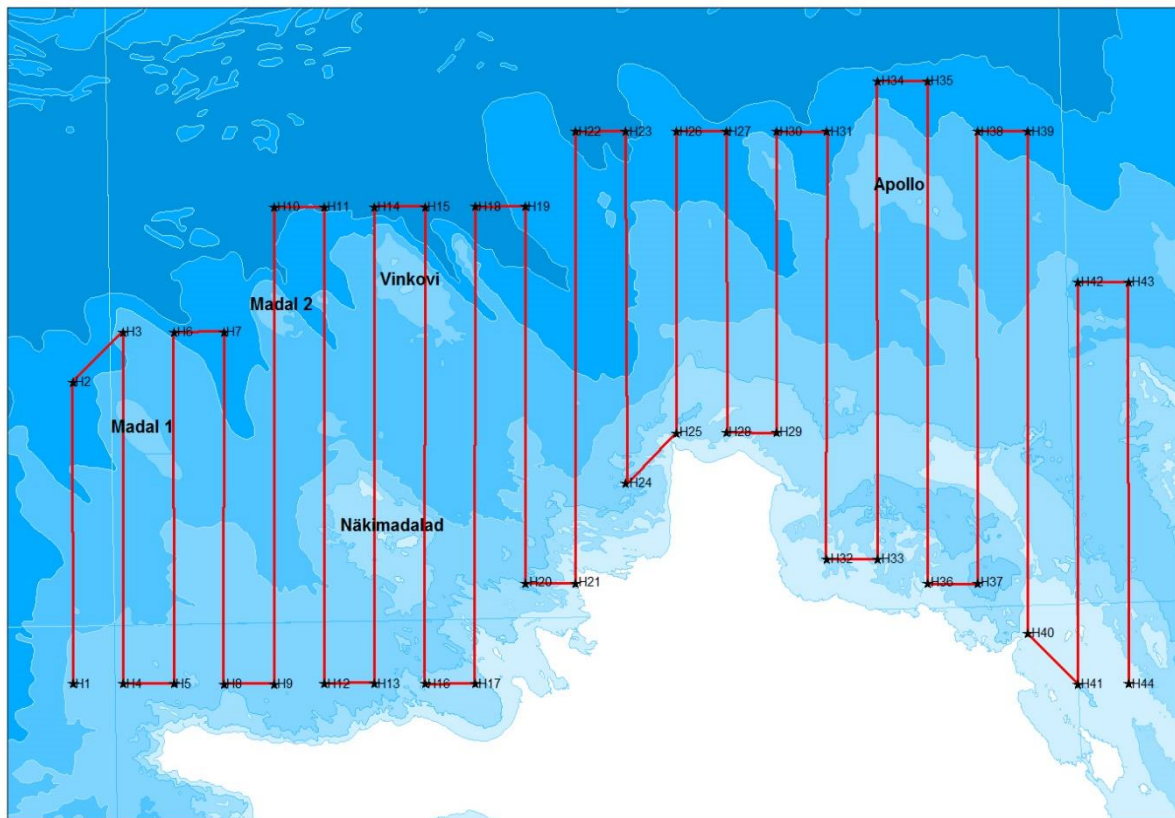 H34 H35
H22 H23 H26 H27 H30 H31 H38 H39
Apollo
H10 H11 H14 H15 H18 H19
Vinkovi
H42 H43
Madal 2
H3 H6 H7
H2
Madal 1
H25 H28 H29
H24
Näkimadalad
H32 H33
H20 H21 H36 H37
H40
H1 H4 H5 H8 H9 H12 H13 H16 H17 H41 H44